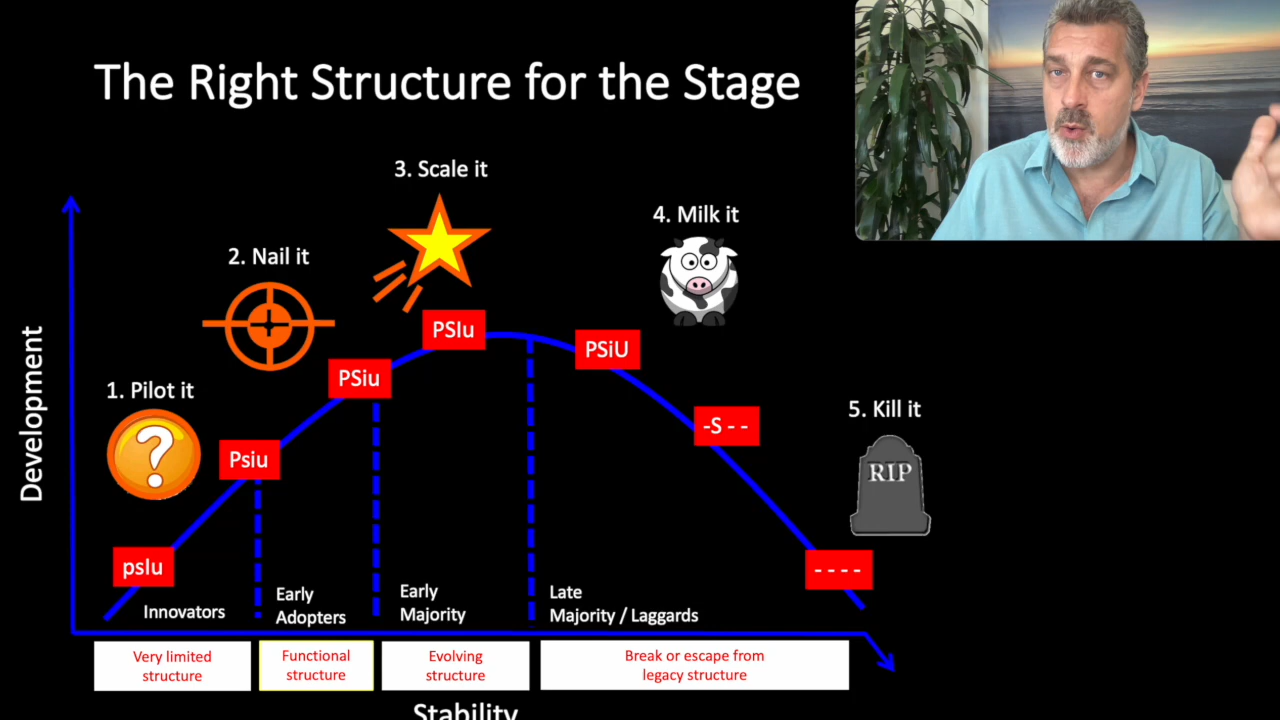 The Right Structure for the Stage
3. Scale it
4. Milk it
2. Nail it
PSIu
PSiU
Development
1. Pilot it
PSiu
5. Kill it
-S - -
Psiu
RIP
psIu
- - - -
Innovators
Early
Adopters
Early
Majority
Late
Majority / Laggards
Very limited
structure
Functional
structure
Evolving
structure
Break or escape from
legacy structure
Stability